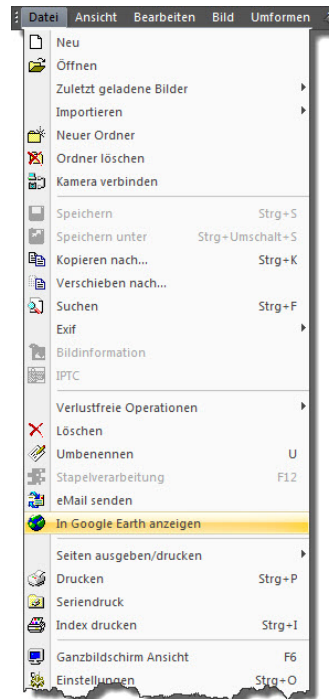 Datei Ansicht Bearbeiten Bild Umformen
Neu
Öffnen
Zuletzt geladene Bilder
Importieren
Neuer Ordner
Ordner löschen
Kamera verbinden
Speichern Strg+S
Speichern unter Strg+Umschalt+S
Kopieren nach... Strg+K
Verschieben nach...
Suchen Strg+F
Exif
Bildinformation
IPTC
Verlustfreie Operationen
Löschen
Umbenennen U
Stapelverarbeitung F12
eMail senden
In Google Earth anzeigen
Seiten ausgeben/drucken
Drucken Strg+P
Seriendruck
Index drucken Strg+I
Ganzbildschirm Ansicht F6
Einstellungen Strg+O